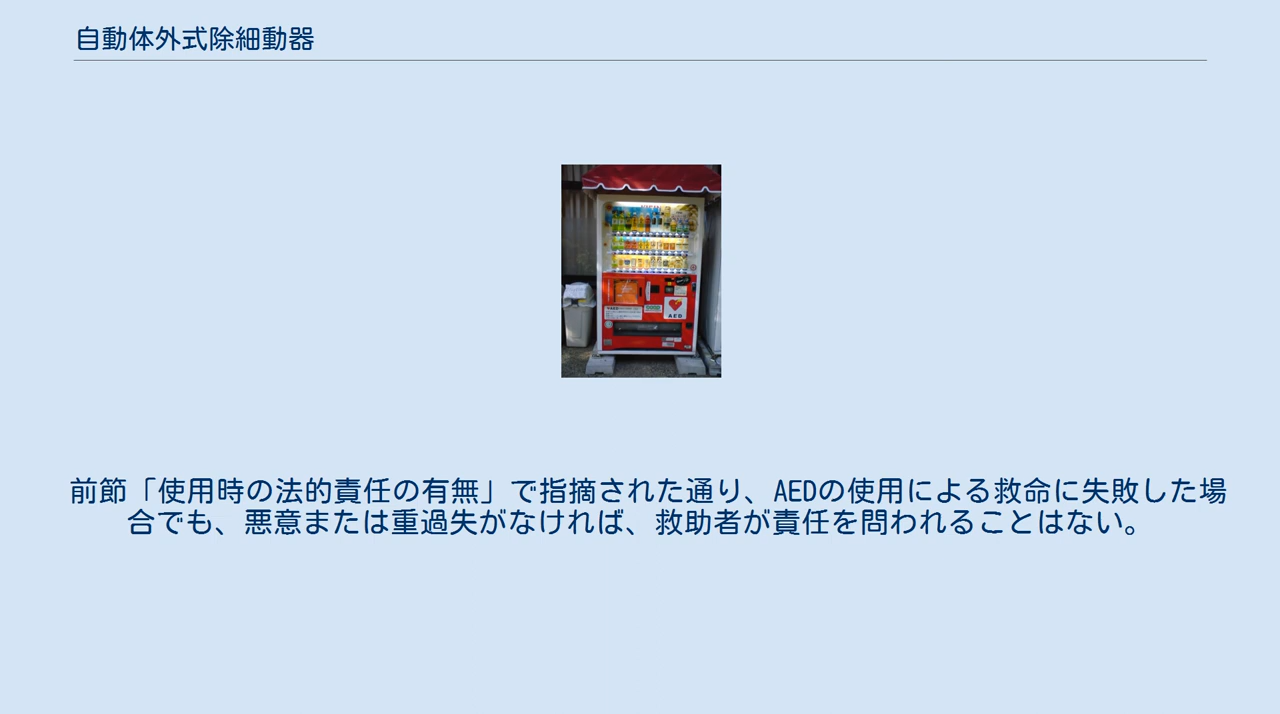 自動体外式除細動器
AED
前節「使用時の法的責任の有無」で指摘された通り、AEDの使用による救命に失敗した場
合でも、悪意または重過失がなければ、救助者が責任を問われることはない。